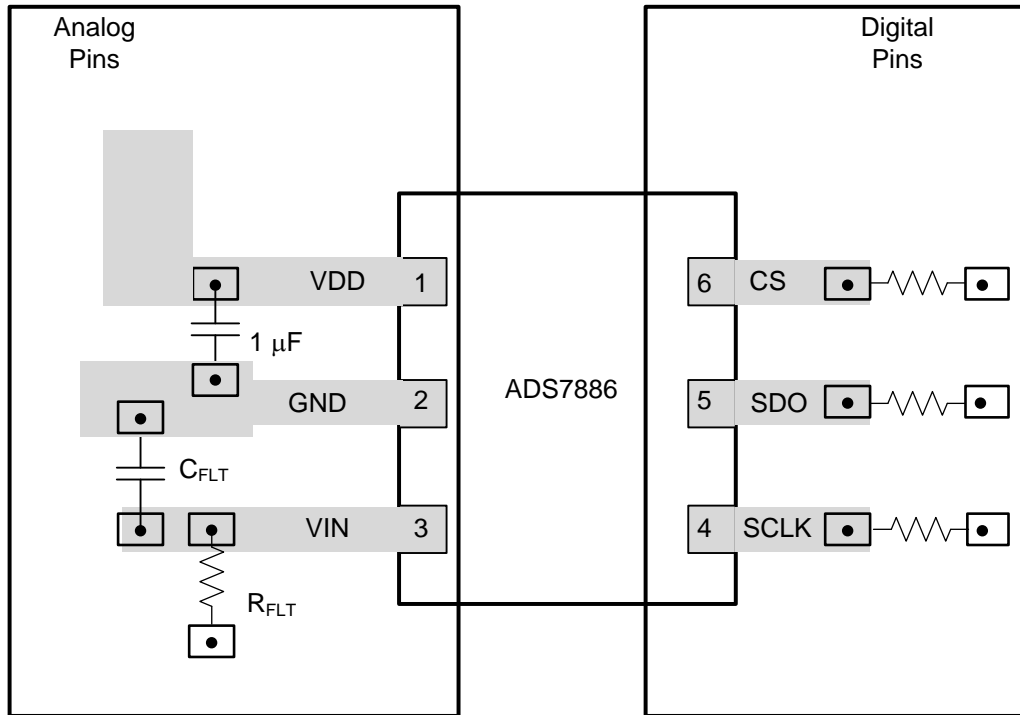 Analog
Pins
Digital
Pins
VDD
1
6
CS
1 μF
GND
2
ADS7886
5
SDO
C_FLT
VIN
3
4
SCLK
R_FLT